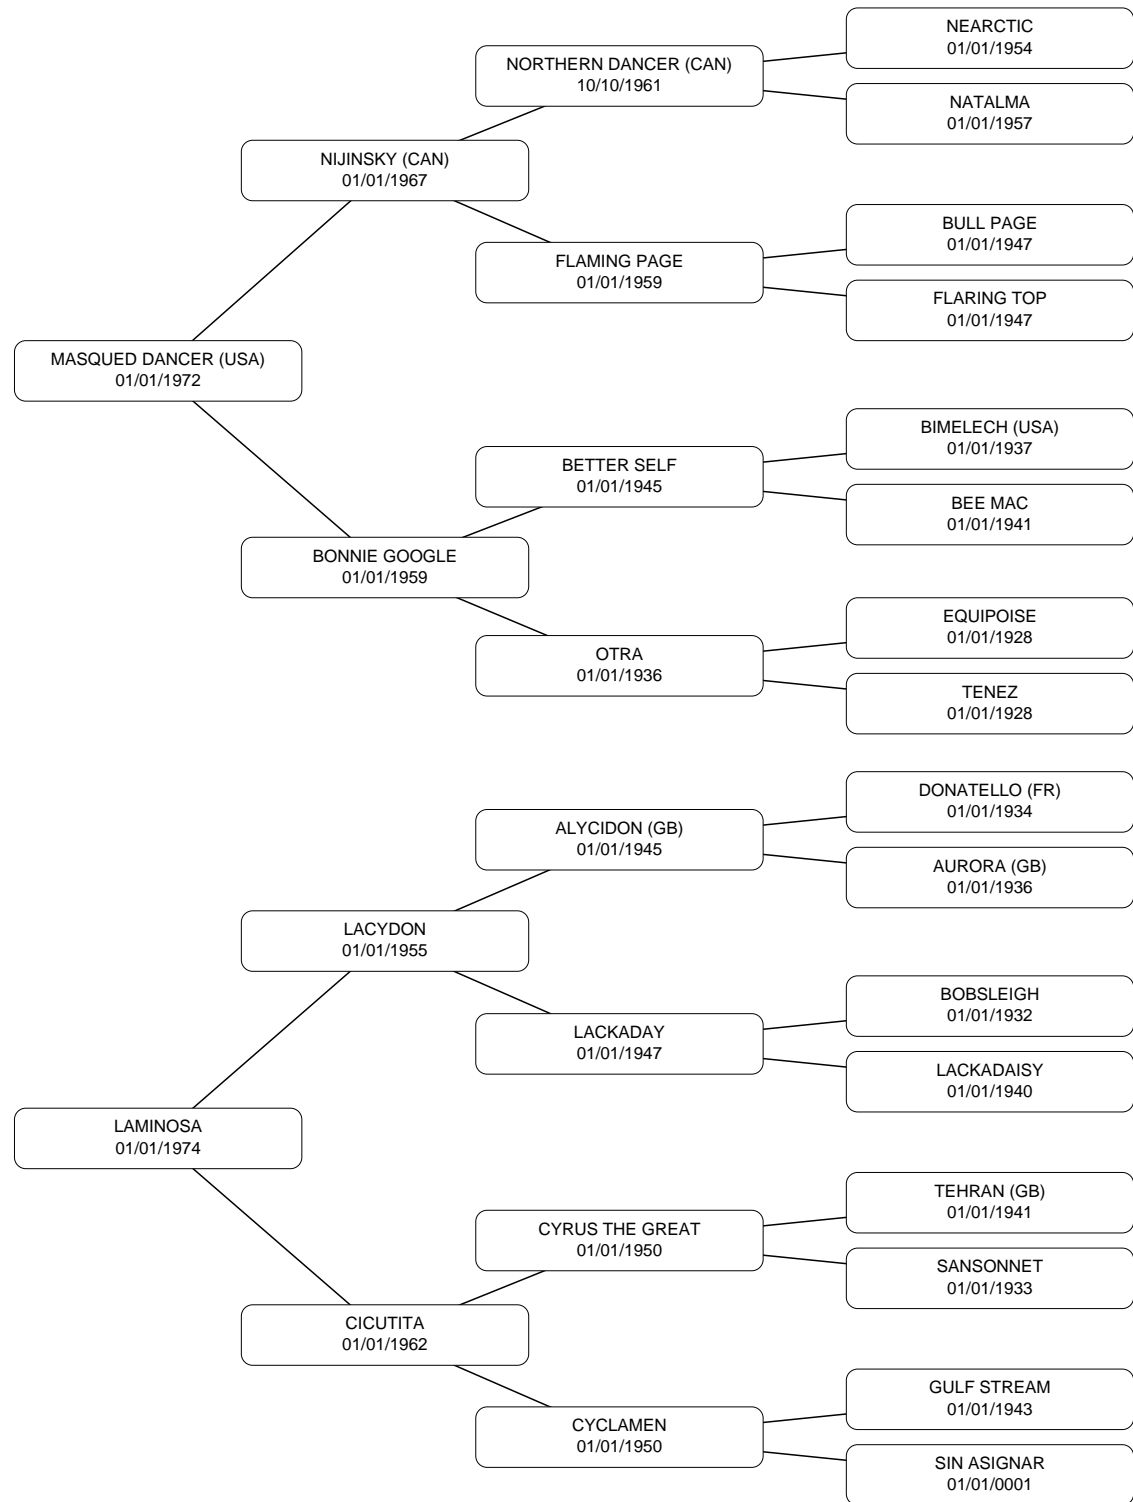 NEARCTIC
01/01/1954
NORTHERN DANCER (CAN)
10/10/1961
NATALMA
01/01/1957
NIJINSKY (CAN)
01/01/1967
BULL PAGE
01/01/1947
FLAMING PAGE
01/01/1959
FLARING TOP
01/01/1947
MASQUED DANCER (USA)
01/01/1972
BIMELECH (USA)
01/01/1937
BETTER SELF
01/01/1945
BEE MAC
01/01/1941
BONNIE GOOGLE
01/01/1959
EQUIPOISE
01/01/1928
OTRA
01/01/1936
TENEZ
01/01/1928
DONATELLO (FR)
01/01/1934
ALYCIDON (GB)
01/01/1945
AURORA (GB)
01/01/1936
LACYDON
01/01/1955
BOBSLEIGH
01/01/1932
LACKADAY
01/01/1947
LACKADAISY
01/01/1940
LAMINOSA
01/01/1974
TEHRAN (GB)
01/01/1941
CYRUS THE GREAT
01/01/1950
SANSONNET
01/01/1933
CICUTITA
01/01/1962
GULF STREAM
01/01/1943
CYCLAMEN
01/01/1950
SIN ASIGNAR
01/01/0001